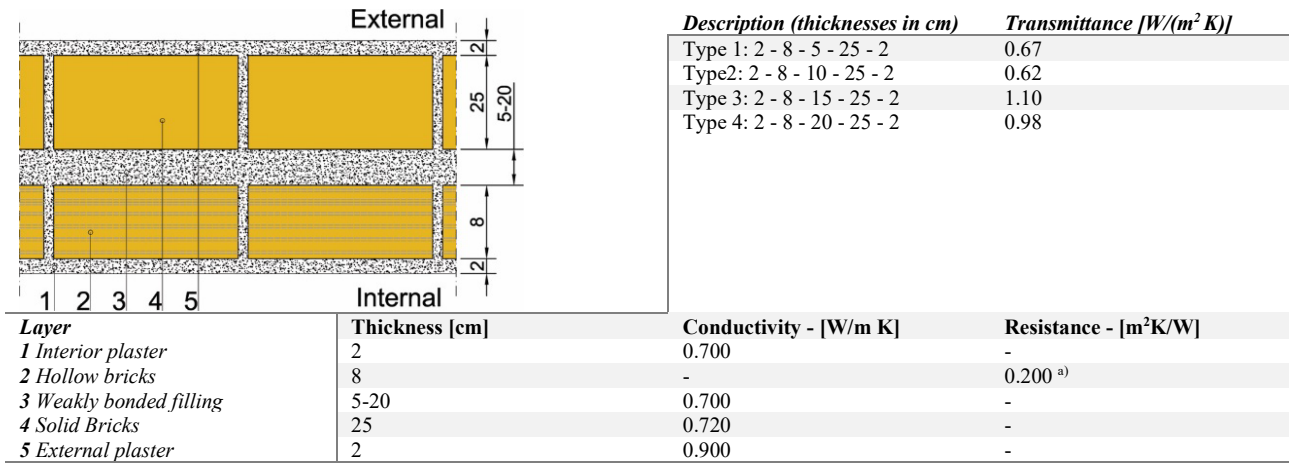 External
2
25
5-20
8
2
1 2 3 4 5
Internal
Description (thicknesses in cm) Transmittance [W/(m² K)]
Type 1: 2 - 8 - 5 - 25 - 2 0.67
Type2: 2 - 8 - 10 - 25 - 2 0.62
Type 3: 2 - 8 - 15 - 25 - 2 1.10
Type 4: 2 - 8 - 20 - 25 - 2 0.98
Layer Thickness [cm] Conductivity - [W/m K] Resistance - [m²K/W]
1 Interior plaster 2 0.700 -
2 Hollow bricks 8 - 0.200 a)
3 Weakly bonded filling 5-20 0.700 -
4 Solid Bricks 25 0.720 -
5 External plaster 2 0.900 -